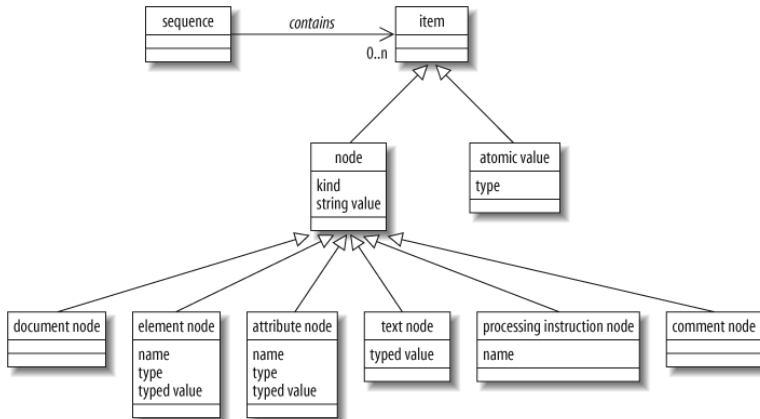 sequence
contains
item
0..n
node
kind
string value
atomic value
type
document node
element node
name
type
typed value
attribute node
name
type
typed value
text node
typed value
processing instruction node
name
comment node